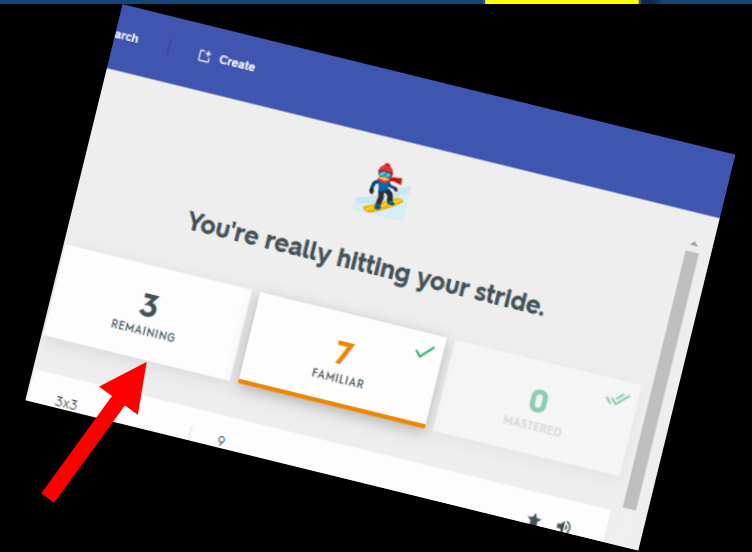 arch
Create
You're really hitting your stride.
3
REMAINING
7
FAMILIAR
0
MASTERED
3x3
9